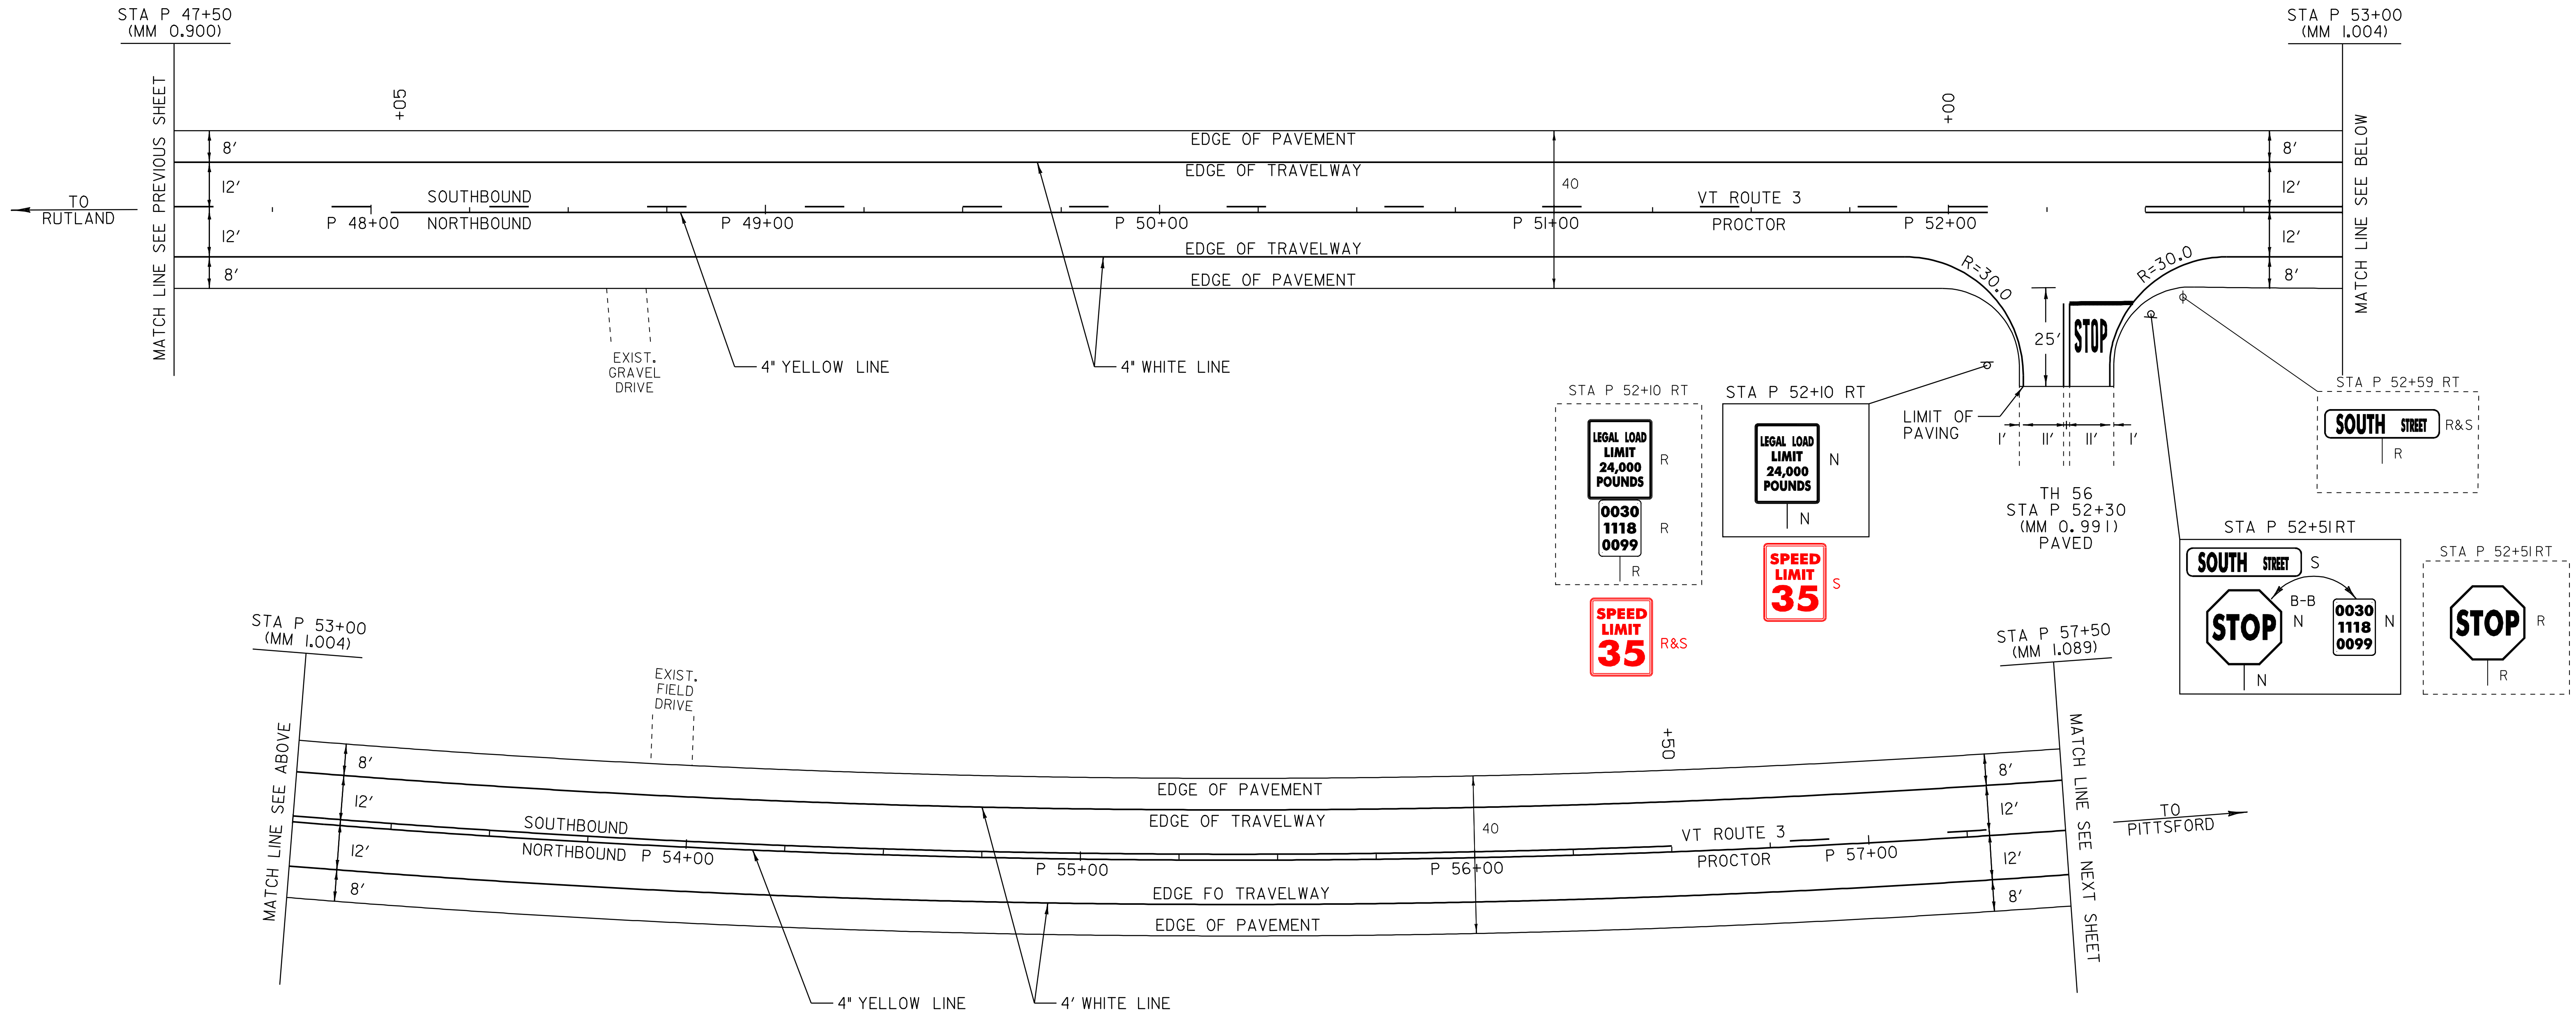 STA P 47+50
(MM 0.900)
STA P 53+00
(MM 1.004)
MATCH LINE SEE PREVIOUS SHEET
+05
+00
MATCH LINE SEE BELOW
8'
EDGE OF PAVEMENT
8'
EDGE OF TRAVELWAY
12'
40
12'
TO
RUTLAND
SOUTHBOUND
VT ROUTE 3
P 48+00
NORTHBOUND
P 49+00
P 50+00
P 51+00
PROCTOR
P 52+00
12'
12'
EDGE OF TRAVELWAY
8'
EDGE OF PAVEMENT
R=30.0
R=30.0
8'
25'
STOP
EXIST.
GRAVEL
DRIVE
4" YELLOW LINE
4" WHITE LINE
STA P 52+10 RT
LEGAL LOAD
LIMIT
24,000
POUNDS
R
0030
1118
0099
R
R
SPEED
LIMIT
35
R&S
STA P 52+10 RT
LEGAL LOAD
LIMIT
24,000
POUNDS
N
N
SPEED
LIMIT
35
S
LIMIT OF
PAVING
1'
11'
11'
1'
TH 56
STA P 52+30
(MM 0.991)
PAVED
STA P 52+59 RT
SOUTH STREET
R&S
R
STA P 52+51RT
SOUTH STREET
S
B-B
STOP
N
0030
1118
0099
N
N
STA P 52+51RT
STOP
R
R
STA P 53+00
(MM 1.004)
STA P 57+50
(MM 1.089)
MATCH LINE SEE ABOVE
EXIST.
FIELD
DRIVE
+50
MATCH LINE SEE NEXT SHEET
8'
EDGE OF PAVEMENT
8'
12'
EDGE OF TRAVELWAY
40
12'
TO
PITTSFORD
SOUTHBOUND
VT ROUTE 3
NORTHBOUND
P 54+00
P 55+00
P 56+00
PROCTOR
P 57+00
12'
12'
8'
EDGE FO TRAVELWAY
8'
EDGE OF PAVEMENT
4" YELLOW LINE
4' WHITE LINE